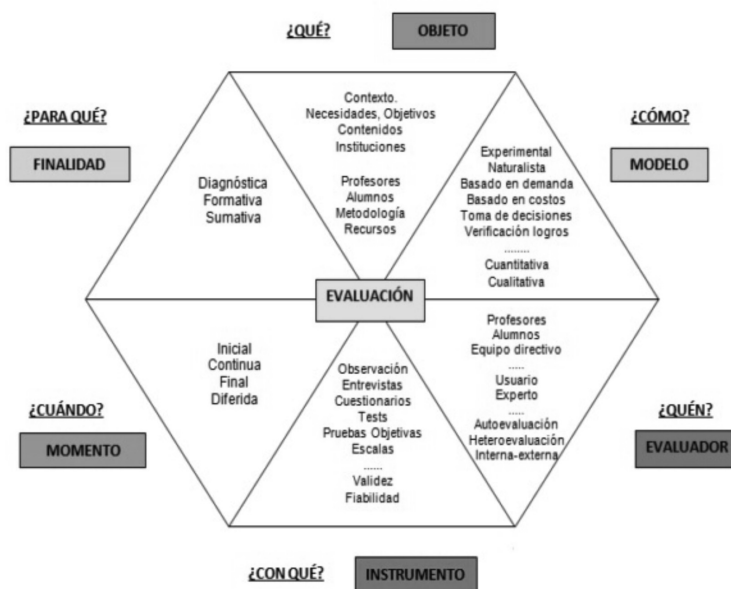 ¿QUÉ? OBJETO
¿PARA QUÉ?
FINALIDAD
¿CÓMO?
MODELO
Contexto.
Necesidades, Objetivos
Contenidos
Instituciones
Profesores
Alumnos
Metodología
Recursos
Diagnóstica
Formativa
Sumativa
Experimental
Naturalista
Basado en demanda
Basado en costos
Toma de decisiones
Verificación logros
........
Cuantitativa
Cualitativa
EVALUACIÓN
Inicial
Continua
Final
Diferida
Observación
Entrevistas
Cuestionarios
Tests
Pruebas Objetivas
Escalas
......
Validez
Fiabilidad
Profesores
Alumnos
Equipo directivo
.....
Usuario
Experto
.....
Autoevaluación
Heteroevaluación
Interna-externa
¿CUÁNDO?
MOMENTO
¿QUÉN?
EVALUADOR
¿CON QUÉ? INSTRUMENTO